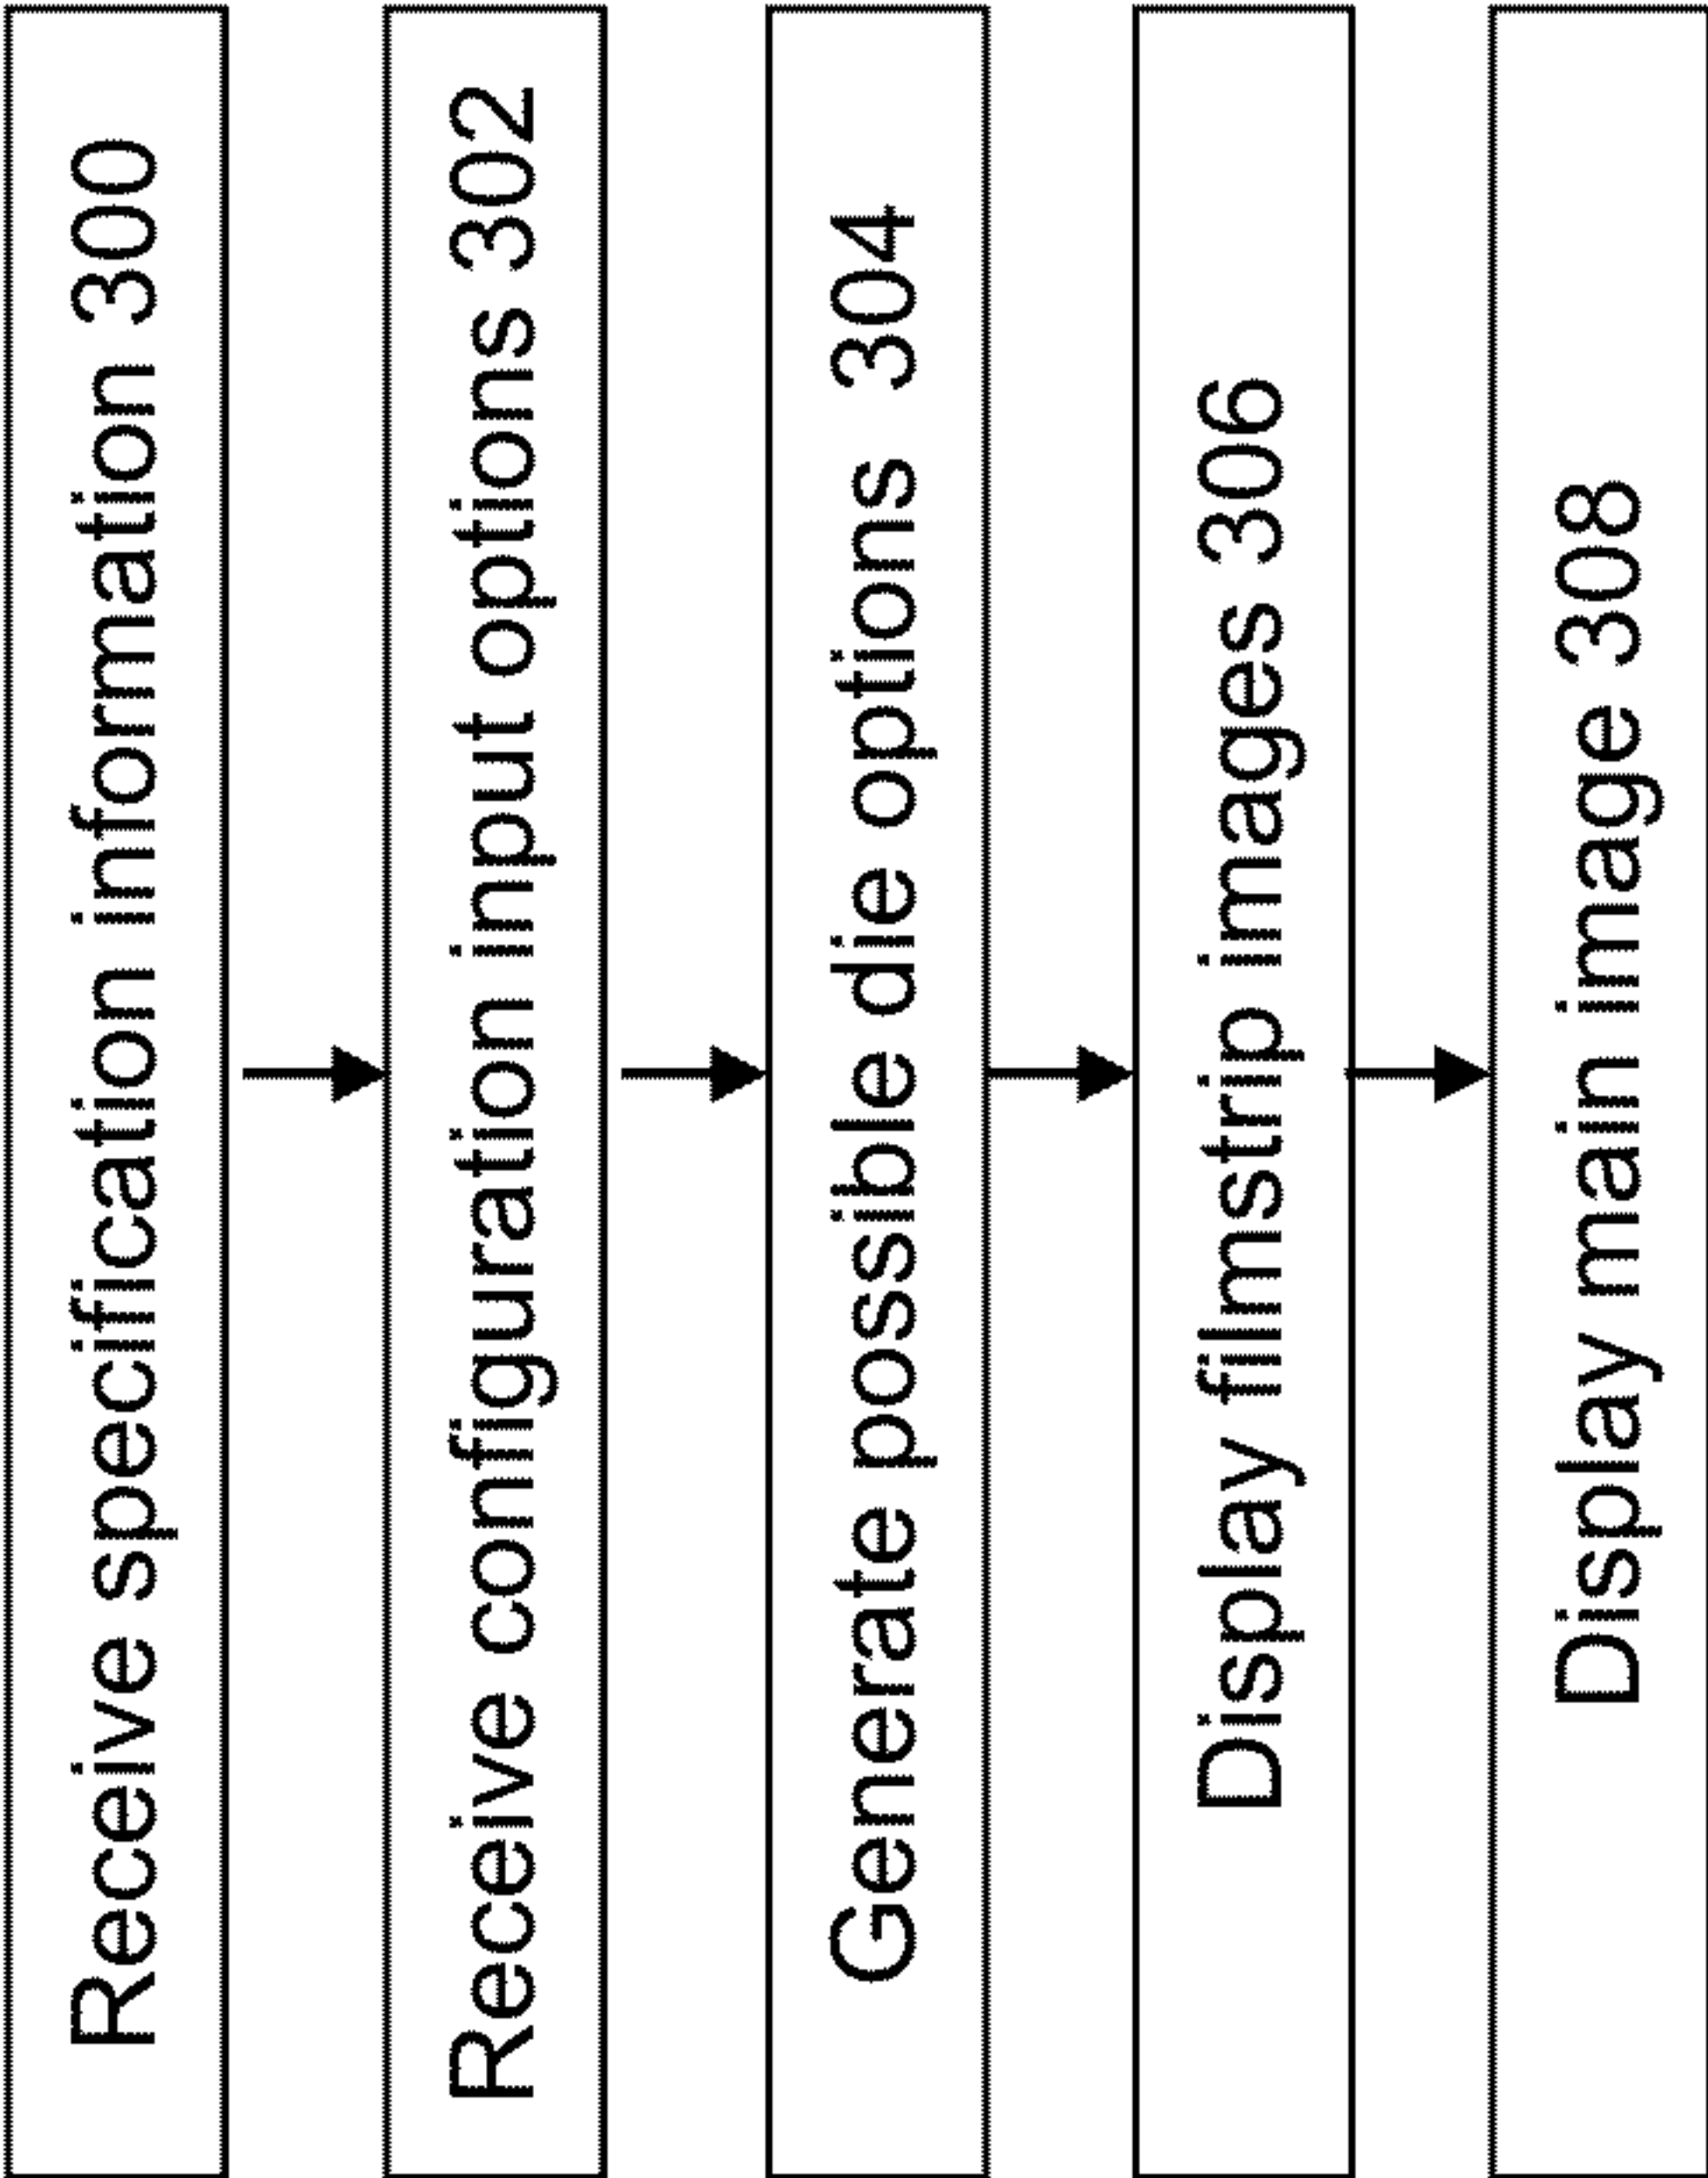 Receive specification information 300
Receive configuration input options 302
Generate possible die options 304
Display filmstrip images 306
Display main image 308